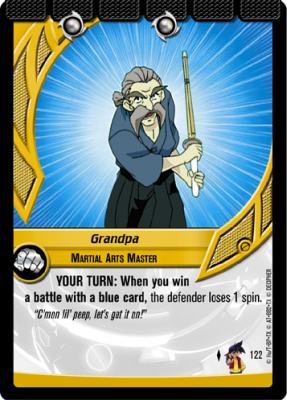 Grandpa
MARTIAL ARTS MASTER
YOUR TURN: When you win
a battle with a blue card, the defender loses 1 spin.
"C'mon lil' peep, let's get it on!"
122